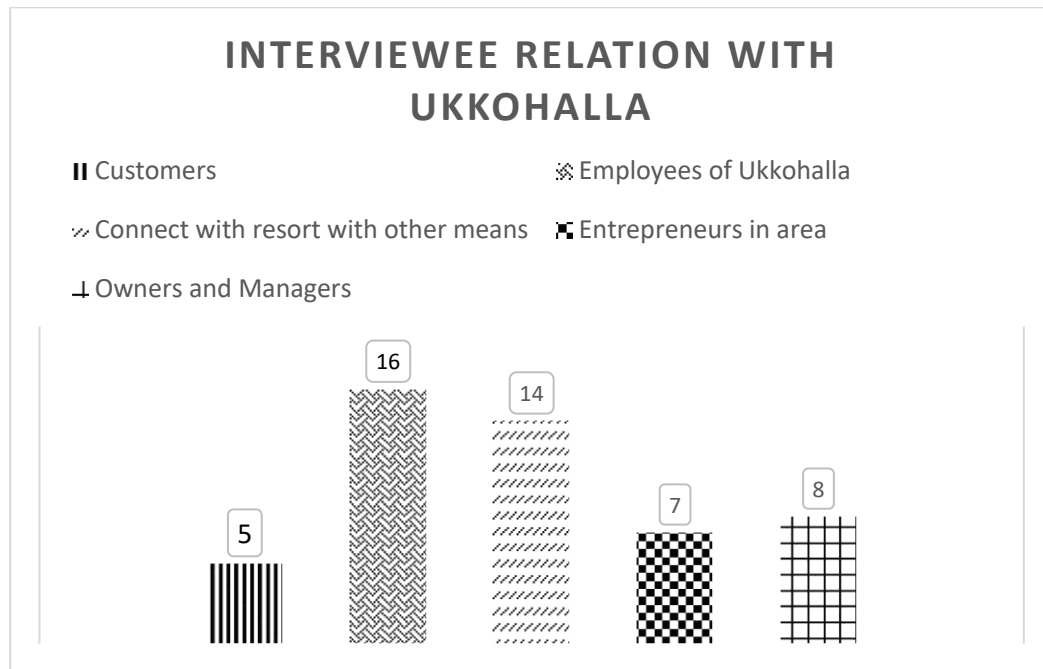 INTERVIEWEE RELATION WITH
UKKOHALLA
Customers
Employees of Ukkohalla
Connect with resort with other means
Entrepreneurs in area
Owners and Managers
5
16
14
7
8